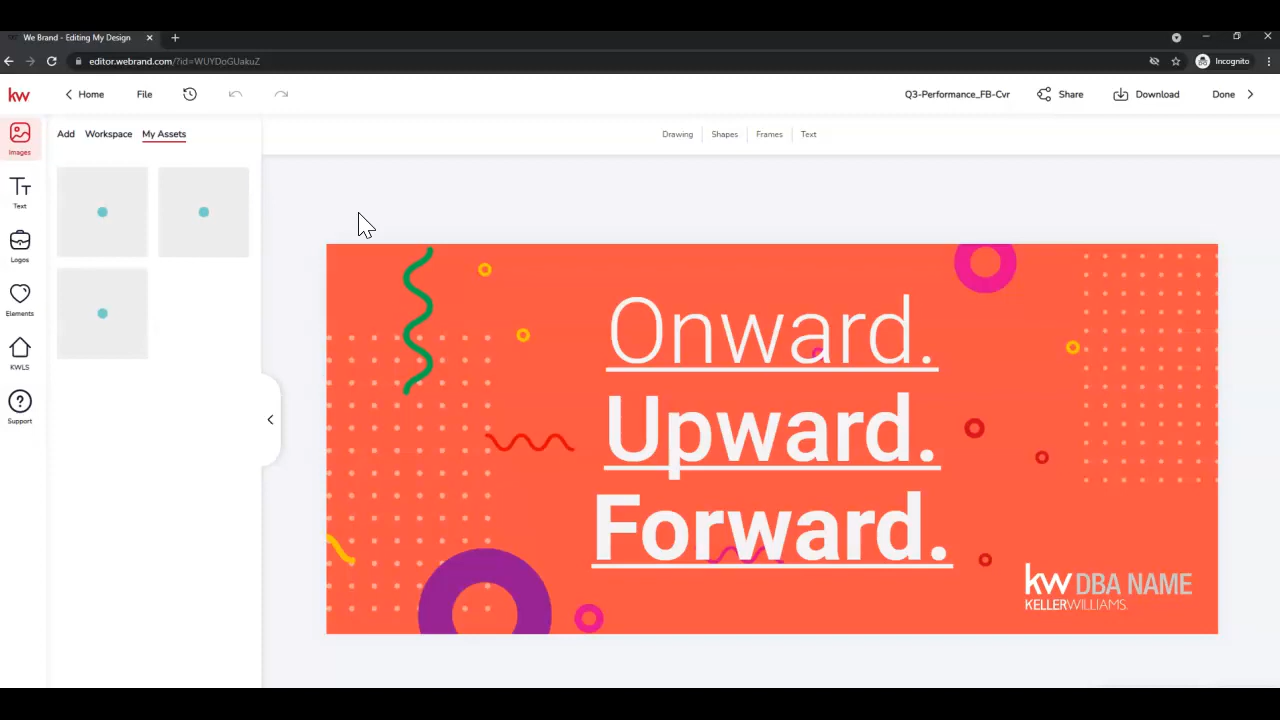 We Brand - Editing My Design
editor.webrand.com/?id=WUYDoGUakuZ
Incognito
kw
Home
File
Q3-Performance_FB-Cvr
Share
Download
Done
Images
Text
Logos
Elements
KWLS
Support
Add
Workspace
My Assets
Drawing
Shapes
Frames
Text
Onward.
Upward.
Forward.
kw DBA NAME
KELLERWILLIAMS.